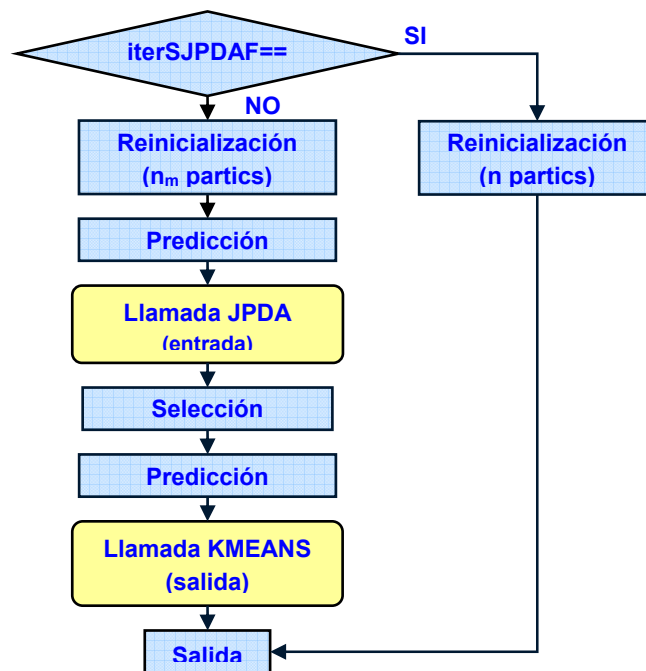 iterSJPDAF==
SI
NO
Reinicialización
(nm partics)
Reinicialización
(n partics)
Predicción
Llamada JPDA
(entrada)
Selección
Predicción
Llamada KMEANS
(salida)
Salida